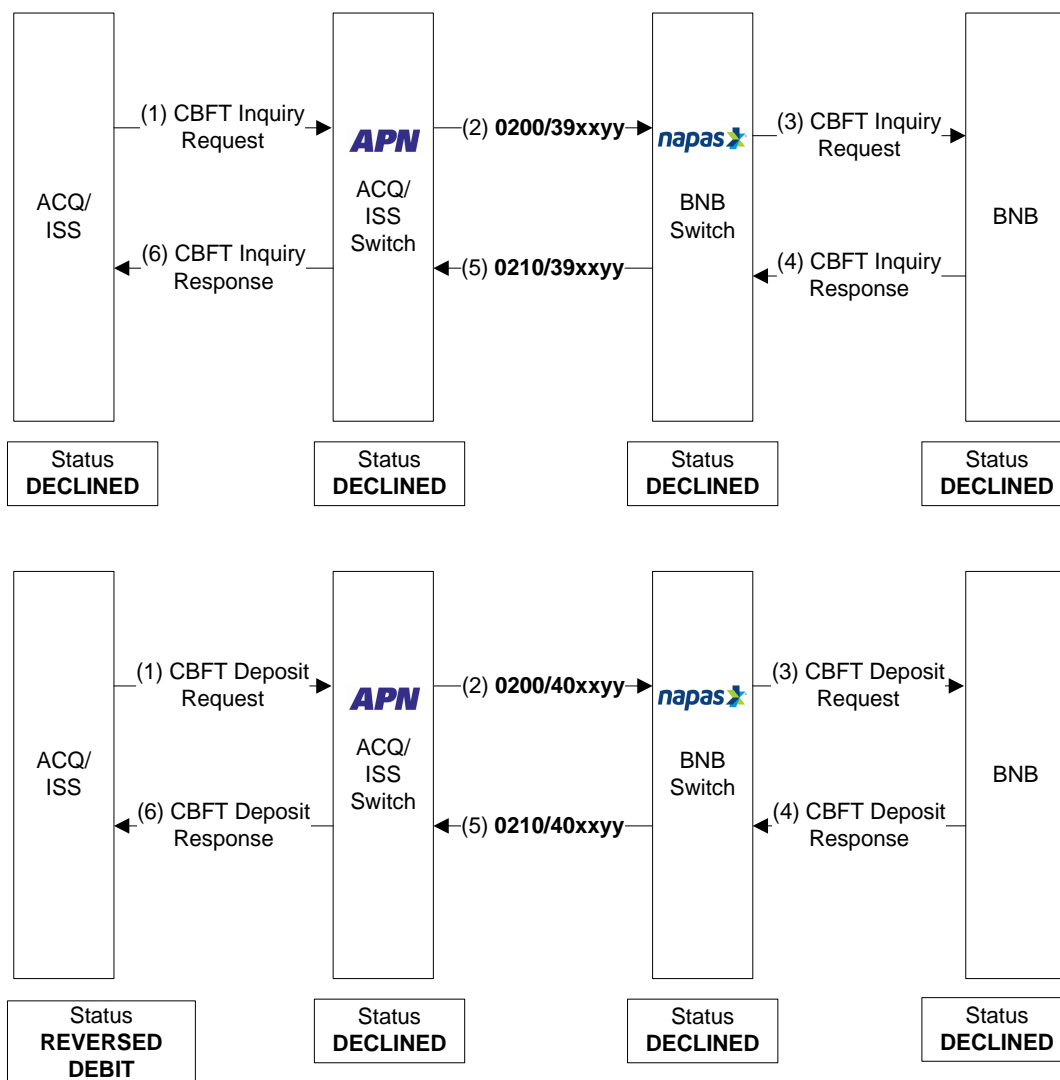 (1) CBFT Inquiry
Request
(2) 0200/39xxyy
(3) CBFT Inquiry
Request
APN
napas
ACQ/
ISS
ACQ/
ISS
Switch
BNB
Switch
BNB
(6) CBFT Inquiry
Response
(5) 0210/39xxyy
(4) CBFT Inquiry
Response
Status
DECLINED
Status
DECLINED
Status
DECLINED
Status
DECLINED
(1) CBFT Deposit
Request
(2) 0200/40xxyy
(3) CBFT Deposit
Request
APN
napas
ACQ/
ISS
ACQ/
ISS
Switch
BNB
Switch
BNB
(6) CBFT Deposit
Response
(5) 0210/40xxyy
(4) CBFT Deposit
Response
Status
REVERSED
DEBIT
Status
DECLINED
Status
DECLINED
Status
DECLINED